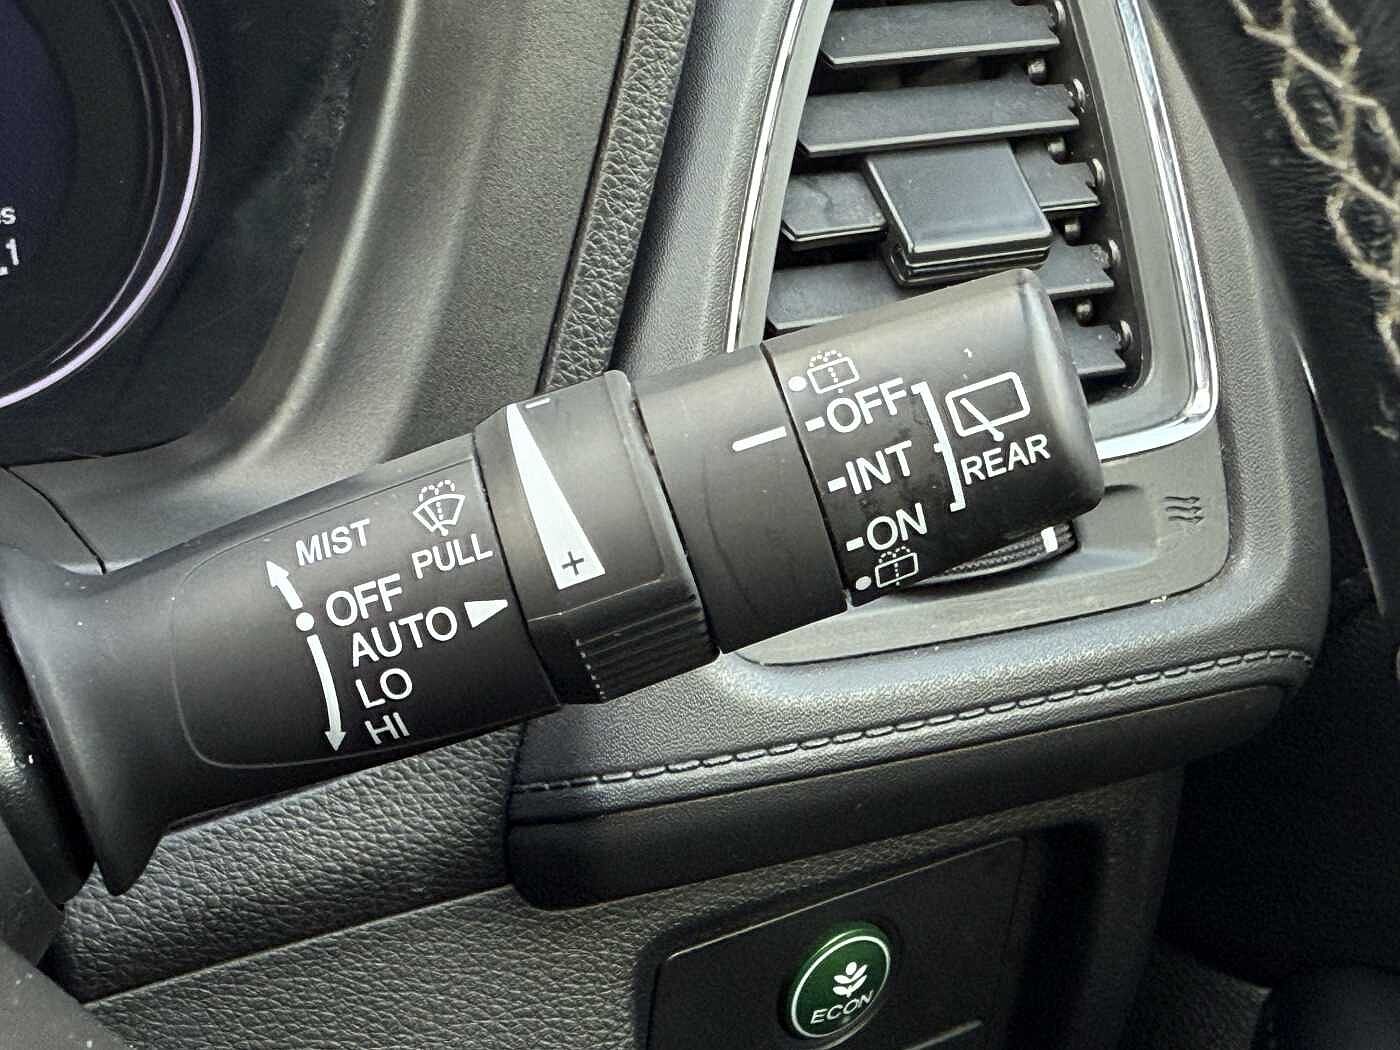 MIST
PULL
OFF
AUTO
LO
HI
-
+
OFF
INT
ON
REAR
ECON